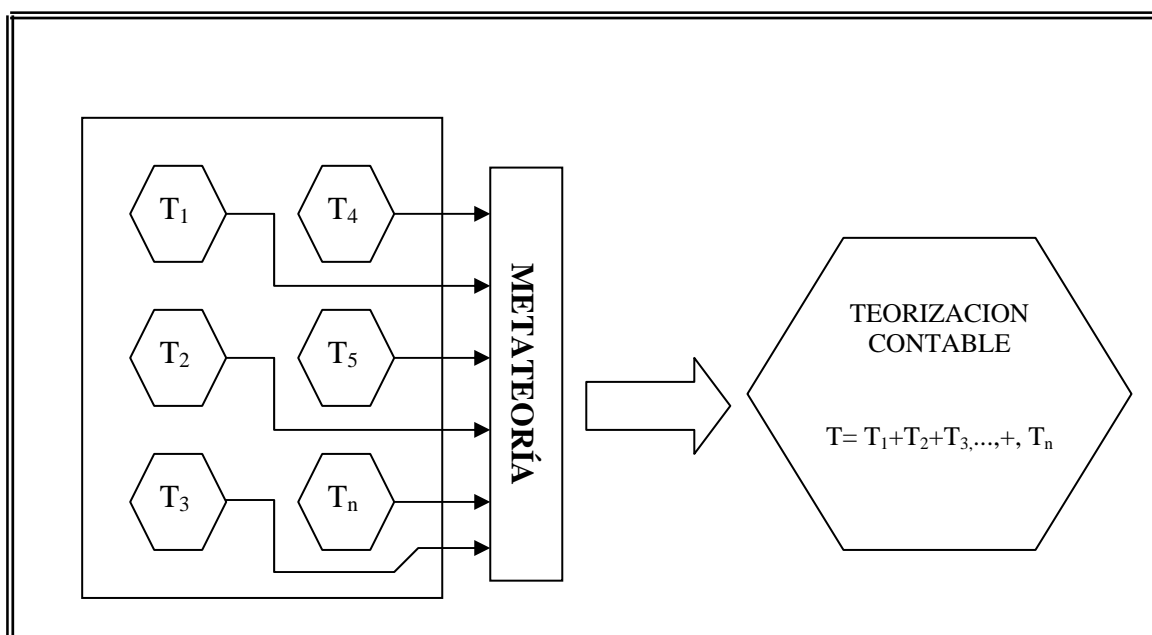 T₁
T₄
T₂
T₅
T₃
Tₙ
METATEORÍA
TEORIZACION
CONTABLE
T= T₁+T₂+T₃,...,+, Tₙ